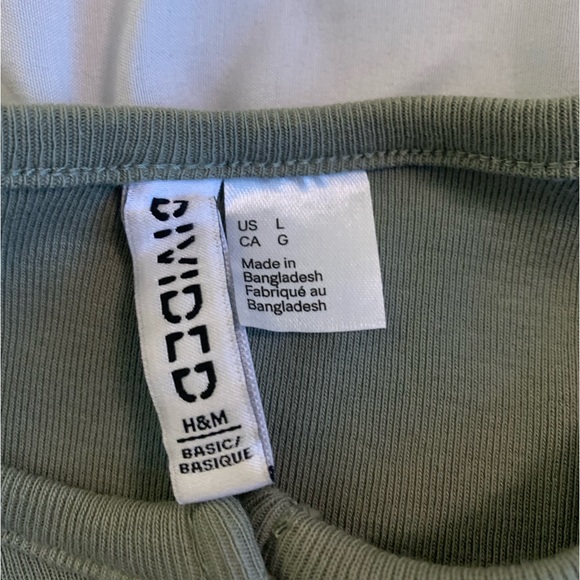 DIVIDED
H&M
BASIC/
BASIQUE
US L
CA G
Made in
Bangladesh
Fabriqué au
Bangladesh